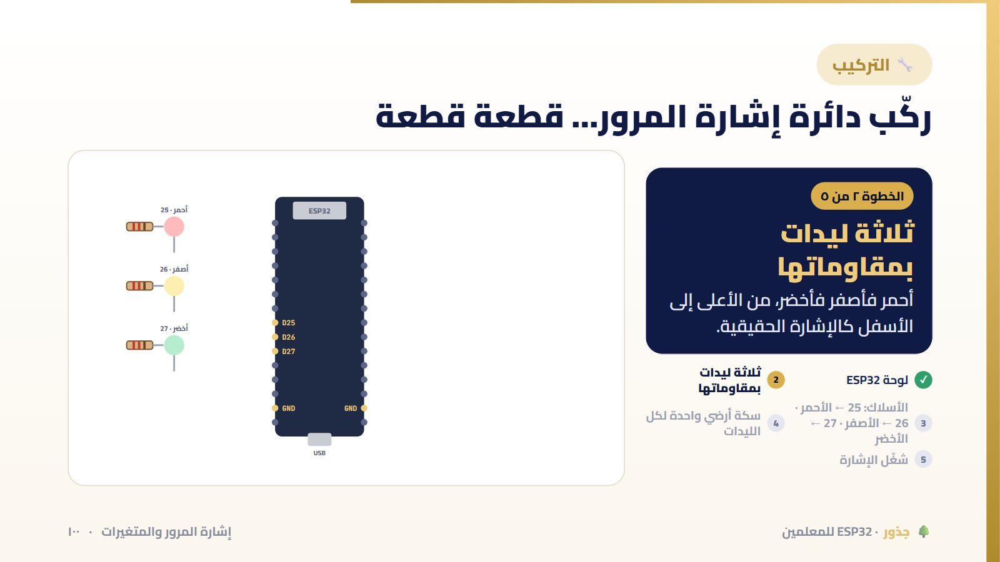 التركيب
ركّب دائرة إشارة المرور... قطعة قطعة
الخطوة ٢ من ٥
ثلاثة ليدات
بمقاوماتها
أحمر فأصفر فأخضر، من الأعلى إلى
الأسفل كالإشارة الحقيقية.
✓ لوحة ESP32
2 ثلاثة ليدات
بمقاوماتها
3 الأسلاك: 25 ← الأحمر ·
26 ← الأصفر · 27 ←
الأخضر
4 سكة أرضي واحدة لكل
الليدات
5 شغّل الإشارة
ESP32
D25
D26
D27
GND
GND
USB
أحمر · 25
أصفر · 26
أخضر · 27
جذور · ESP32 للمعلمين
إشارة المرور والمتغيرات · ١٠٠